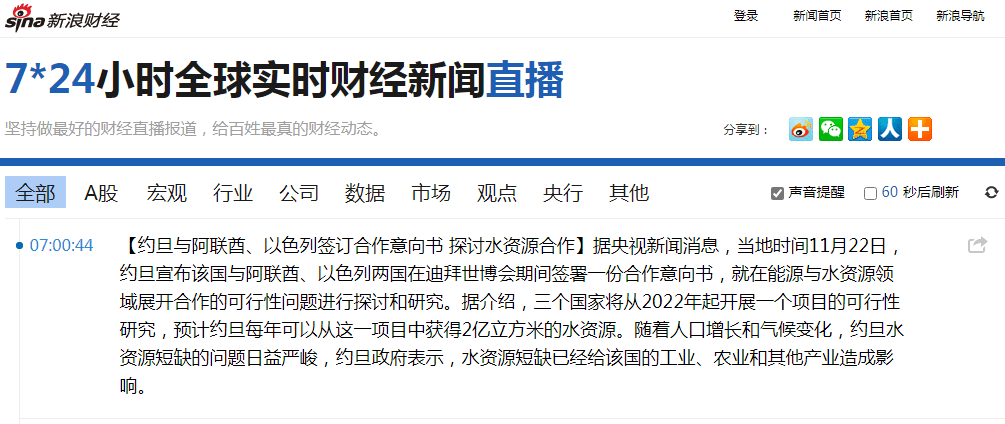 sina新浪财经
登录 新闻首页 新浪首页 新浪导航
7*24小时全球实时财经新闻直播
坚持做最好的财经直播报道，给百姓最真的财经动态。
分享到：
全部 A股 宏观 行业 公司 数据 市场 观点 央行 其他 声音提醒 60 秒后刷新
07:00:44 【约旦与阿联酋、以色列签订合作意向书 探讨水资源合作】据央视新闻消息，当地时间11月22日，
约旦宣布该国与阿联酋、以色列两国在迪拜世博会期间签署一份合作意向书，就在能源与水资源领
域展开合作的可行性问题进行探讨和研究。据介绍，三个国家将从2022年起开展一个项目的可行性
研究，预计约旦每年可以从这一项目中获得2亿立方米的水资源。随着人口增长和气候变化，约旦水
资源短缺的问题日益严峻，约旦政府表示，水资源短缺已经给该国的工业、农业和其他产业造成影
响。